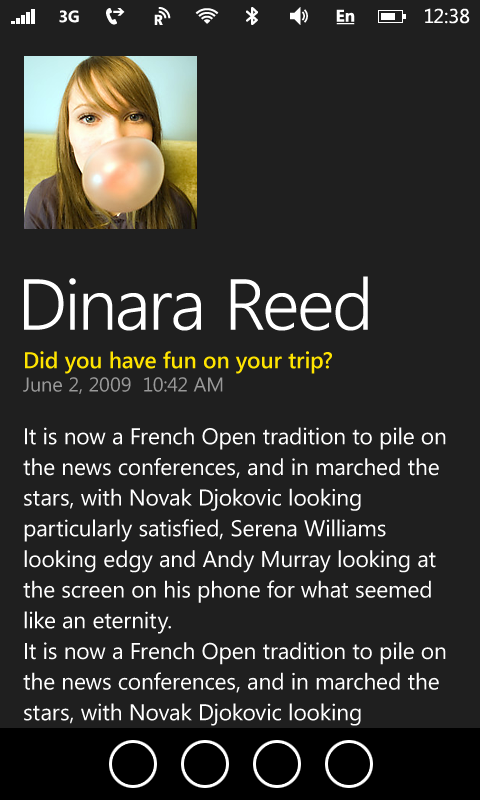 3G R En 12:38
Dinara Reed
Did you have fun on your trip?
June 2, 2009  10:42 AM
It is now a French Open tradition to pile on
the news conferences, and in marched the
stars, with Novak Djokovic looking
particularly satisfied, Serena Williams
looking edgy and Andy Murray looking at
the screen on his phone for what seemed
like an eternity.
It is now a French Open tradition to pile on
the news conferences, and in marched the
stars, with Novak Djokovic looking